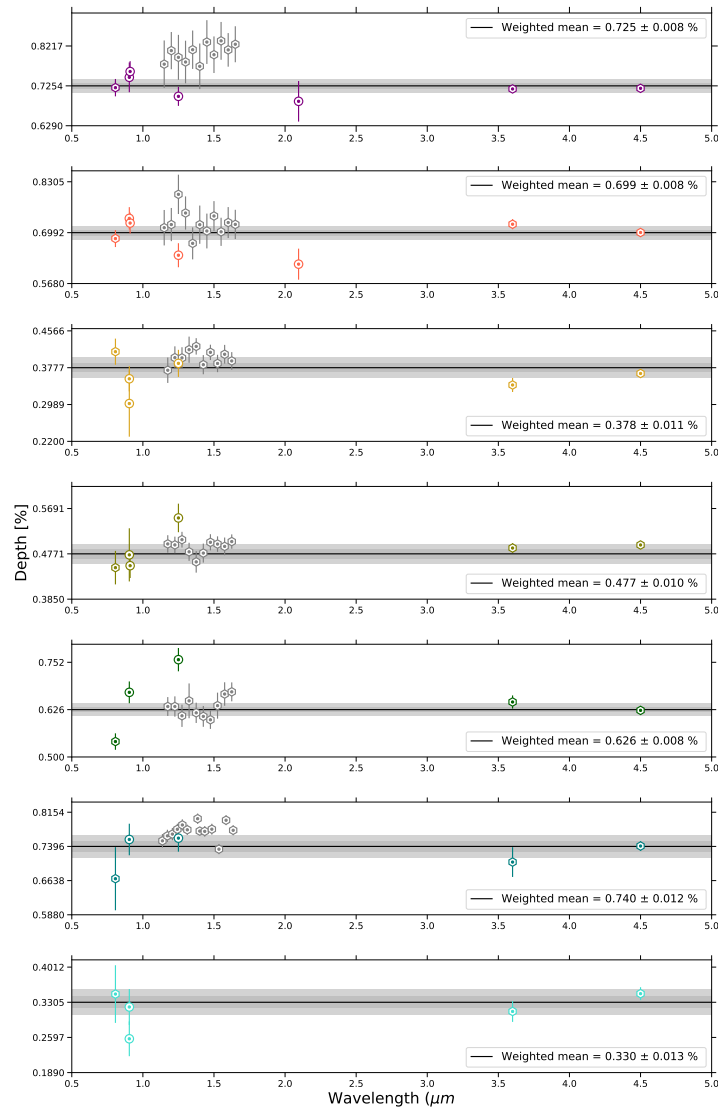 Weighted mean = 0.725 ± 0.008 %
0.8217
0.7254
0.6290
0.5 1.0 1.5 2.0 2.5 3.0 3.5 4.0 4.5 5.0
0.8305
Weighted mean = 0.699 ± 0.008 %
0.6992
0.5680
0.5 1.0 1.5 2.0 2.5 3.0 3.5 4.0 4.5 5.0
0.4566
0.3777
0.2989
Weighted mean = 0.378 ± 0.011 %
0.2200
0.5 1.0 1.5 2.0 2.5 3.0 3.5 4.0 4.5 5.0
0.5691
0.4771
Weighted mean = 0.477 ± 0.010 %
0.3850
0.5 1.0 1.5 2.0 2.5 3.0 3.5 4.0 4.5 5.0
Depth [%]
0.752
0.626
Weighted mean = 0.626 ± 0.008 %
0.500
0.5 1.0 1.5 2.0 2.5 3.0 3.5 4.0 4.5 5.0
0.8154
0.7396
0.6638
Weighted mean = 0.740 ± 0.012 %
0.5880
0.5 1.0 1.5 2.0 2.5 3.0 3.5 4.0 4.5 5.0
0.4012
0.3305
0.2597
Weighted mean = 0.330 ± 0.013 %
0.1890
0.5 1.0 1.5 2.0 2.5 3.0 3.5 4.0 4.5 5.0
Wavelength (μm